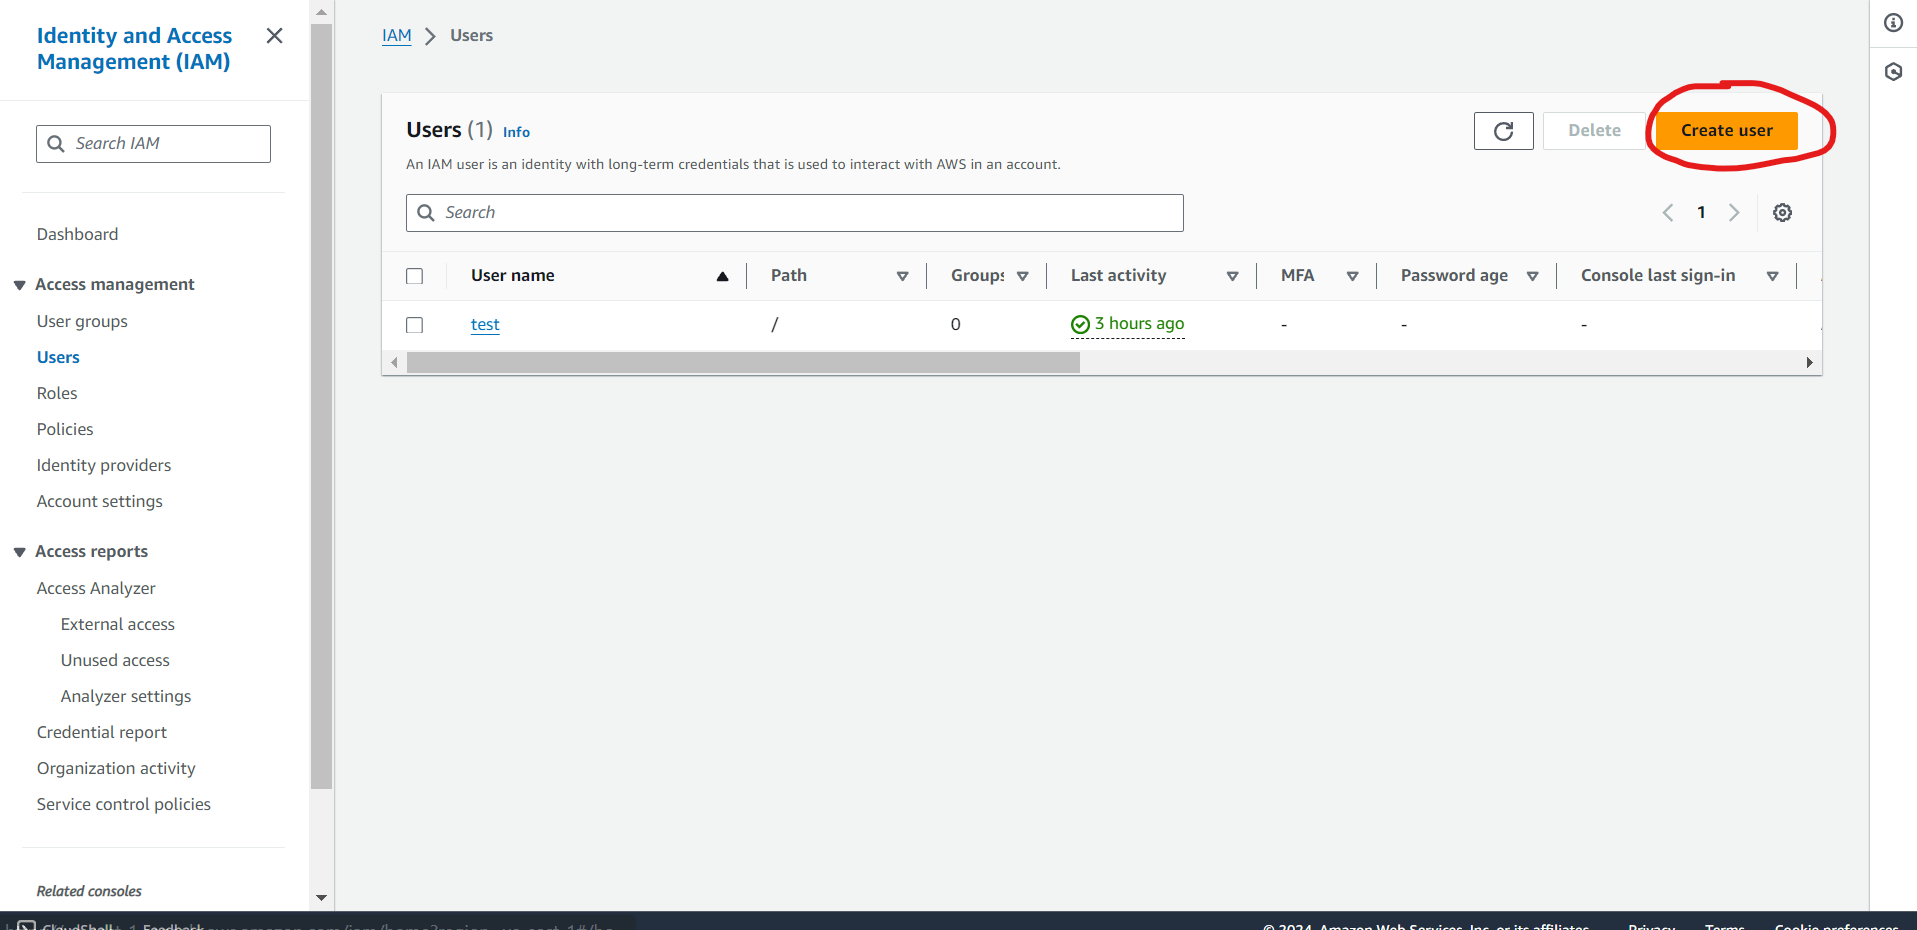 Identity and Access
Management (IAM)
Search IAM
Dashboard
Access management
User groups
Users
Roles
Policies
Identity providers
Account settings
Access reports
Access Analyzer
External access
Unused access
Analyzer settings
Credential report
Organization activity
Service control policies
Related consoles
IAM > Users
Users (1) Info
Delete
Create user
An IAM user is an identity with long-term credentials that is used to interact with AWS in an account.
Search
1
User name Path Groups Last activity MFA Password age Console last sign-in
test / 0 3 hours ago - - -
CloudShell Feedback
© 2024, Amazon Web Services, Inc. or its affiliates. Privacy Terms Cookie preferences